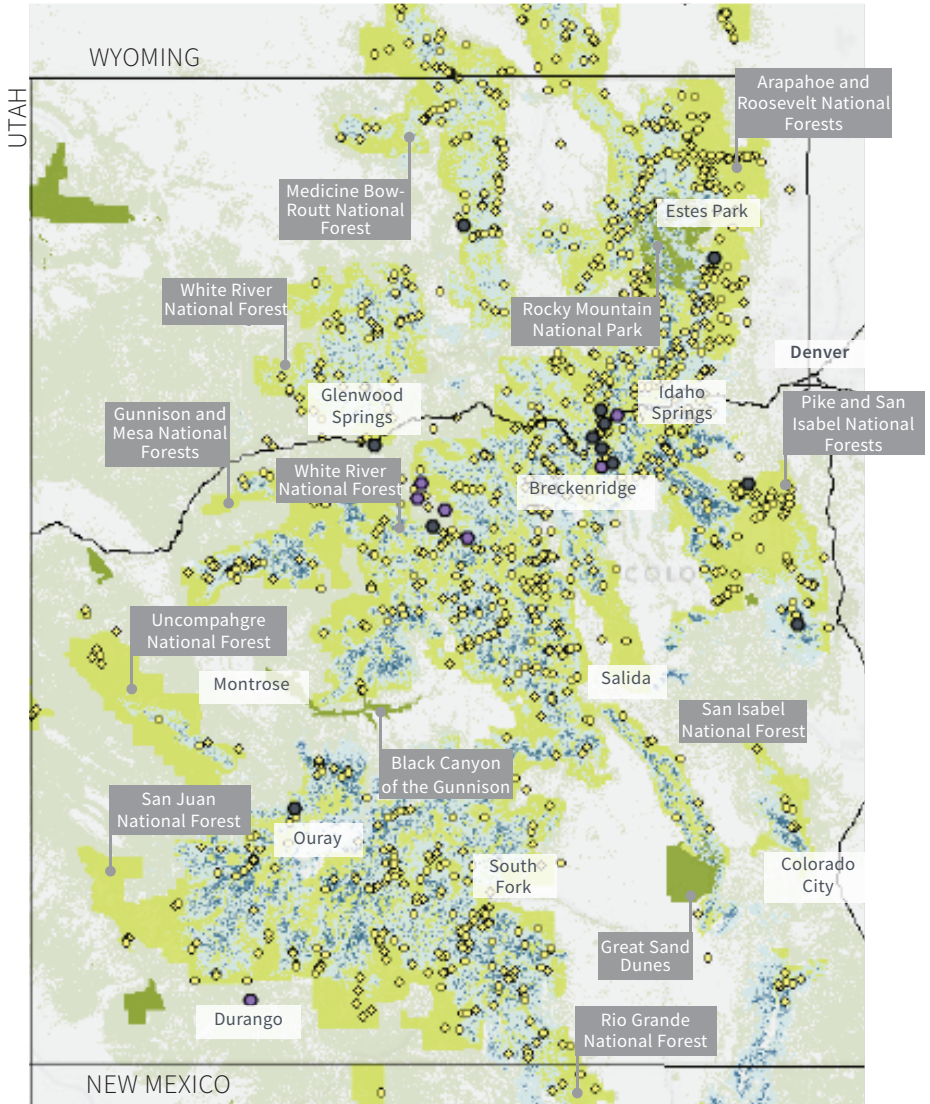 WYOMING
UTAH
Arapahoe and
Roosevelt National
Forests
Medicine Bow-
Routt National
Forest
Estes Park
White River
National Forest
Rocky Mountain
National Park
Denver
Glenwood
Springs
Idaho
Springs
Gunnison and
Mesa National
Forests
Pike and San
Isabel National
Forests
White River
National Forest
Breckenridge
COLO
Uncompahgre
National Forest
Montrose
Salida
San Isabel
National Forest
Black Canyon
of the Gunnison
San Juan
National Forest
Ouray
South
Fork
Colorado
City
Great Sand
Dunes
Durango
Rio Grande
National Forest
NEW MEXICO